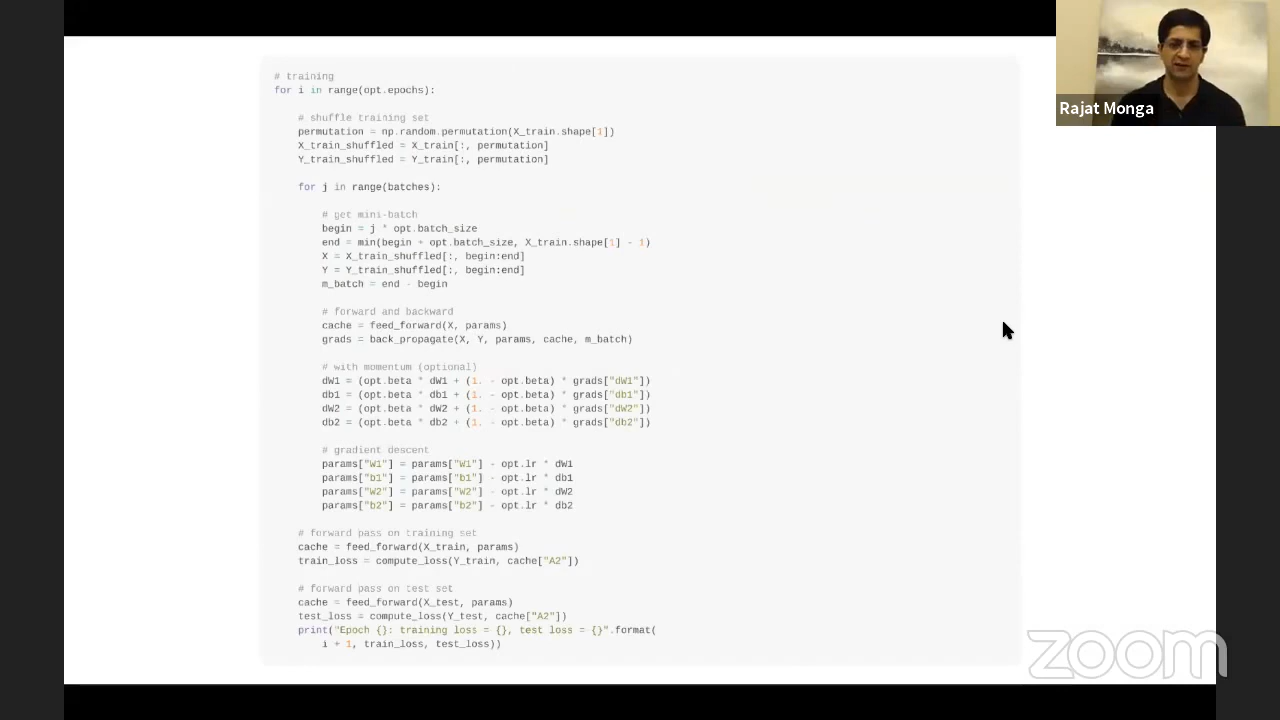 # training
for i in range(opt.epochs):
# shuffle training set
permutation = np.random.permutation(X_train.shape[1])
X_train_shuffled = X_train[:, permutation]
Y_train_shuffled = Y_train[:, permutation]
for j in range(batches):
# get mini-batch
begin = j * opt.batch_size
end = min(begin + opt.batch_size, X_train.shape[1] - 1)
X = X_train_shuffled[:, begin:end]
Y = Y_train_shuffled[:, begin:end]
m_batch = end - begin
# forward and backward
cache = feed_forward(X, params)
grads = back_propagate(X, Y, params, cache, m_batch)
# with momentum (optional)
dW1 = (opt.beta * dW1 + (1. - opt.beta) * grads["dW1"])
db1 = (opt.beta * db1 + (1. - opt.beta) * grads["db1"])
dW2 = (opt.beta * dW2 + (1. - opt.beta) * grads["dW2"])
db2 = (opt.beta * db2 + (1. - opt.beta) * grads["db2"])
# gradient descent
params["W1"] = params["W1"] - opt.lr * dW1
params["b1"] = params["b1"] - opt.lr * db1
params["W2"] = params["W2"] - opt.lr * dW2
params["b2"] = params["b2"] - opt.lr * db2
# forward pass on training set
cache = feed_forward(X_train, params)
train_loss = compute_loss(Y_train, cache["A2"])
# forward pass on test set
cache = feed_forward(X_test, params)
test_loss = compute_loss(Y_test, cache["A2"])
print("Epoch {}: training loss = {}, test loss = {}".format(
i + 1, train_loss, test_loss))
Rajat Monga
zoom